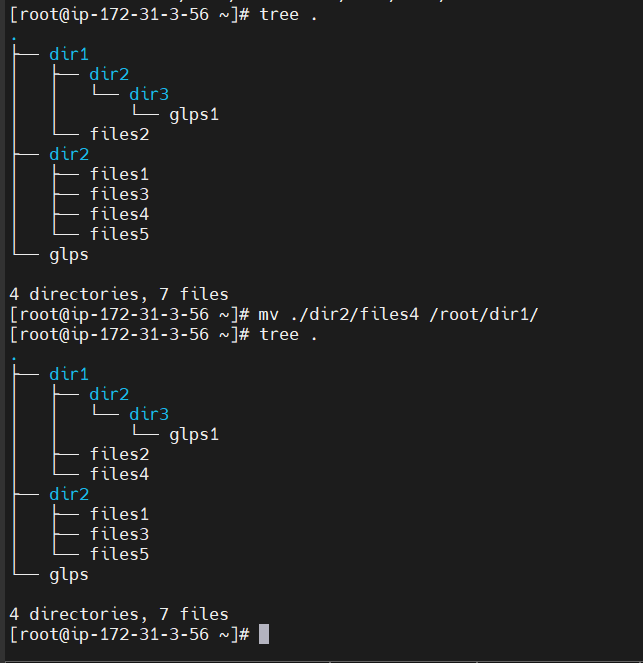 [root@ip-172-31-3-56 ~]# tree .
.
├── dir1
│   ├── dir2
│   │   └── dir3
│   │       └── glps1
│   └── files2
├── dir2
│   ├── files1
│   ├── files3
│   ├── files4
│   └── files5
└── glps
4 directories, 7 files
[root@ip-172-31-3-56 ~]# mv ./dir2/files4 /root/dir1/
[root@ip-172-31-3-56 ~]# tree .
.
├── dir1
│   ├── dir2
│   │   └── dir3
│   │       └── glps1
│   ├── files2
│   └── files4
├── dir2
│   ├── files1
│   ├── files3
│   └── files5
└── glps
4 directories, 7 files
[root@ip-172-31-3-56 ~]#